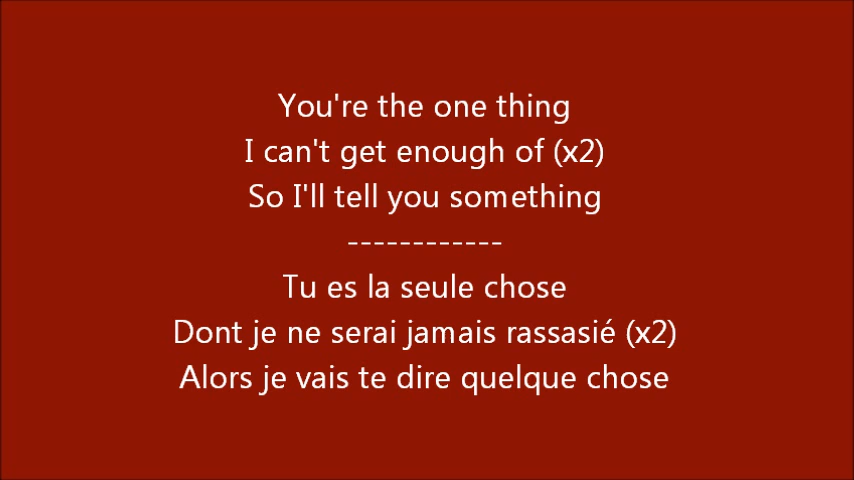 You're the one thing
I can't get enough of (x2)
So I'll tell you something
------------
Tu es la seule chose
Dont je ne serai jamais rassasié (x2)
Alors je vais te dire quelque chose